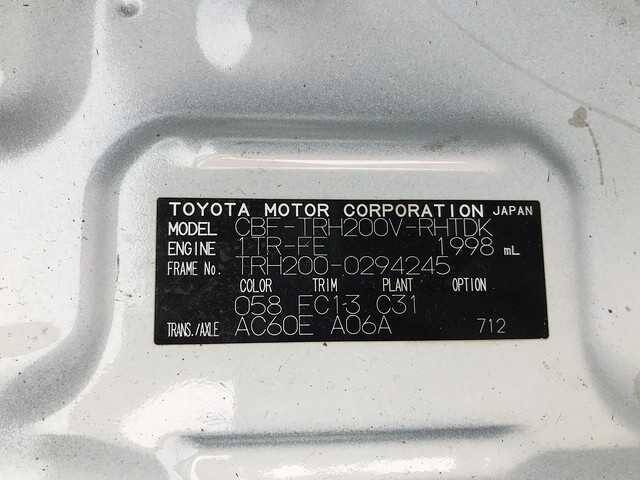 TOYOTA MOTOR CORPORATION JAPAN
MODEL CBF-TRH200V-RHTDK
ENGINE 1TR-FE 1998 mL
FRAME No. TRH200-0294245
COLOR TRIM PLANT OPTION
058 FC13 C31
TRANS./AXLE AC60E A06A 712